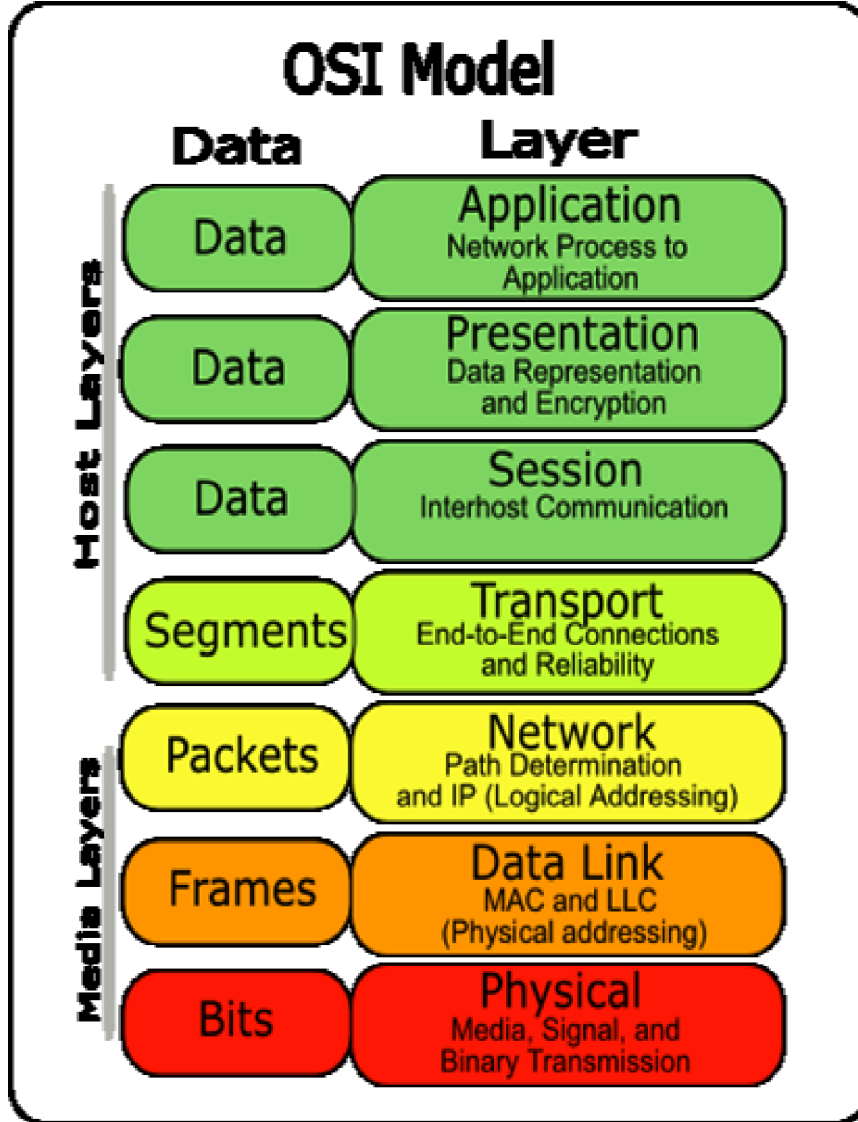 OSI Model
Data
Layer
Host Layers
Data
Application
Network Process to
Application
Data
Presentation
Data Representation
and Encryption
Data
Session
Interhost Communication
Segments
Transport
End-to-End Connections
and Reliability
Media Layers
Packets
Network
Path Determination
and IP (Logical Addressing)
Frames
Data Link
MAC and LLC
(Physical addressing)
Bits
Physical
Media, Signal, and
Binary Transmission